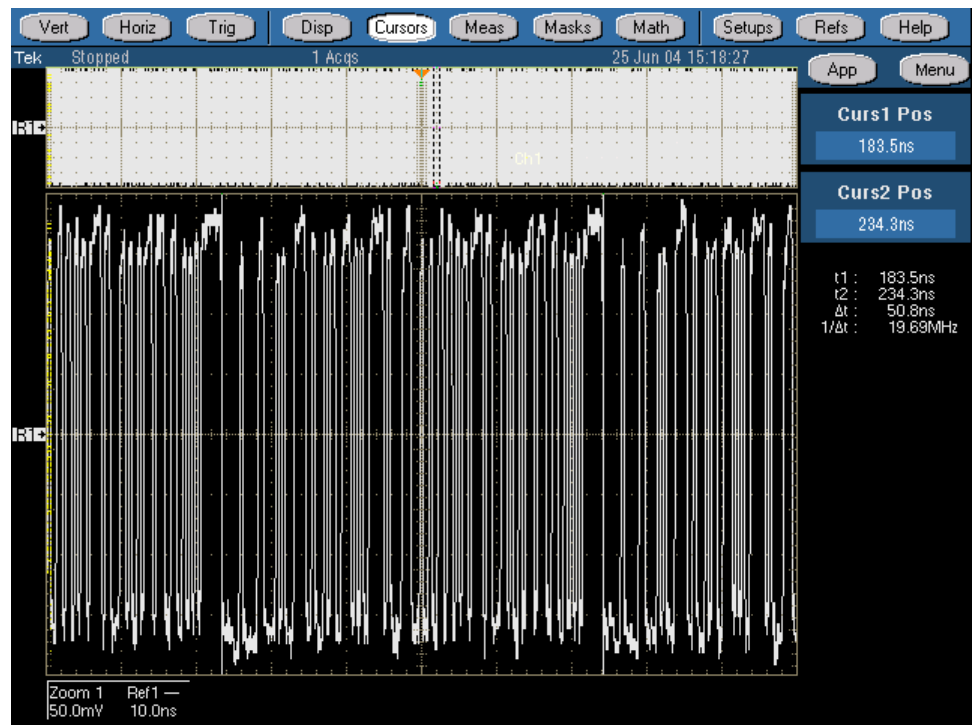 Vert Horiz Trig Disp Cursors Meas Masks Math Setups Refs Help
Tek Stopped 1 Acqs 25 Jun 04 15:18:27
App Menu
R1
Ch1
Curs1 Pos
183.5ns
Curs2 Pos
234.3ns
t1 : 183.5ns
t2 : 234.3ns
Δt : 50.8ns
1/Δt : 19.69MHz
R1
Zoom 1 Ref1
50.0mV 10.0ns